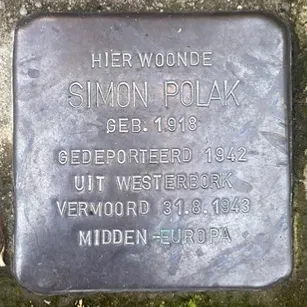 HIER WOONDE
SIMON POLAK
GEB. 1918
GEDEPORTEERD 1942
UIT WESTERBORK
VERMOORD 31.8.1943
MIDDEN-EUROPA